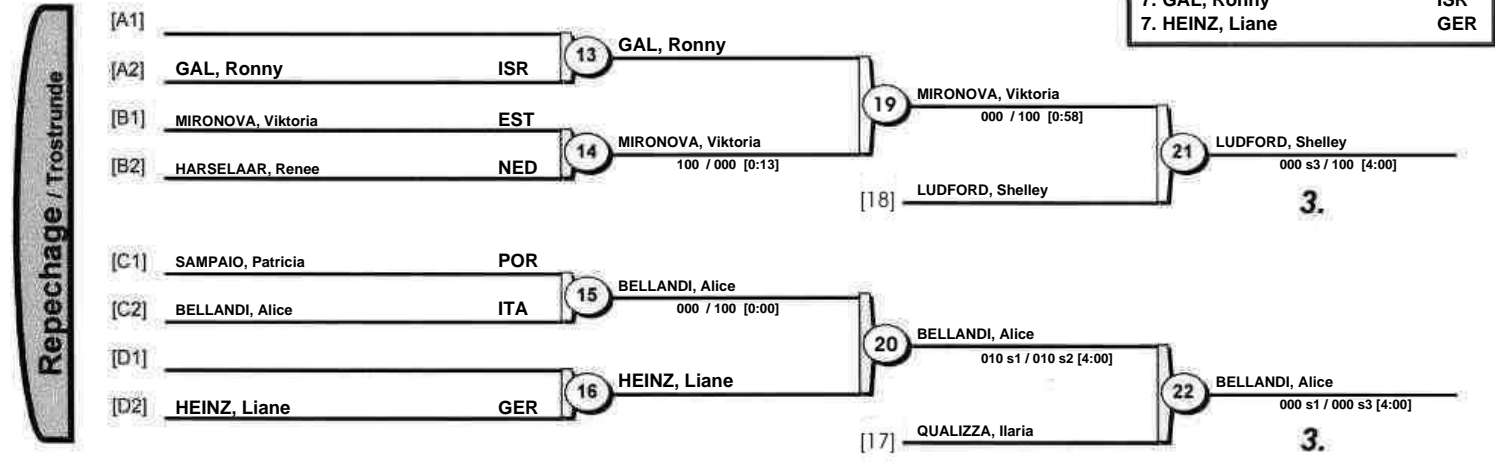 7. GAL, Ronny ISR
7. HEINZ, Liane GER
Repechage / Trostrunde
[A1]
[A2] GAL, Ronny ISR
13 GAL, Ronny
[B1] MIRONOVA, Viktoria EST
[B2] HARSELAAR, Renee NED
14 MIRONOVA, Viktoria
100 / 000 [0:13]
19 MIRONOVA, Viktoria
000 / 100 [0:58]
[18] LUDFORD, Shelley
21 LUDFORD, Shelley
000 s3 / 100 [4:00]
3.
[C1] SAMPAIO, Patricia POR
[C2] BELLANDI, Alice ITA
15 BELLANDI, Alice
000 / 100 [0:00]
[D1]
[D2] HEINZ, Liane GER
16 HEINZ, Liane
20 BELLANDI, Alice
010 s1 / 010 s2 [4:00]
[17] QUALIZZA, Ilaria
22 BELLANDI, Alice
000 s1 / 000 s3 [4:00]
3.